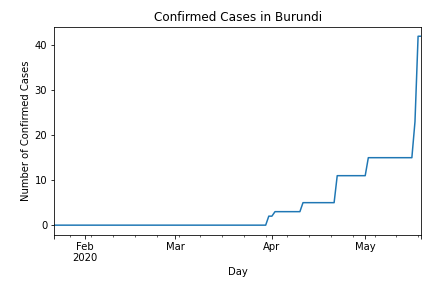 Confirmed Cases in Burundi
Number of Confirmed Cases
40
30
20
10
0
Feb
2020
Mar
Apr
May
Day